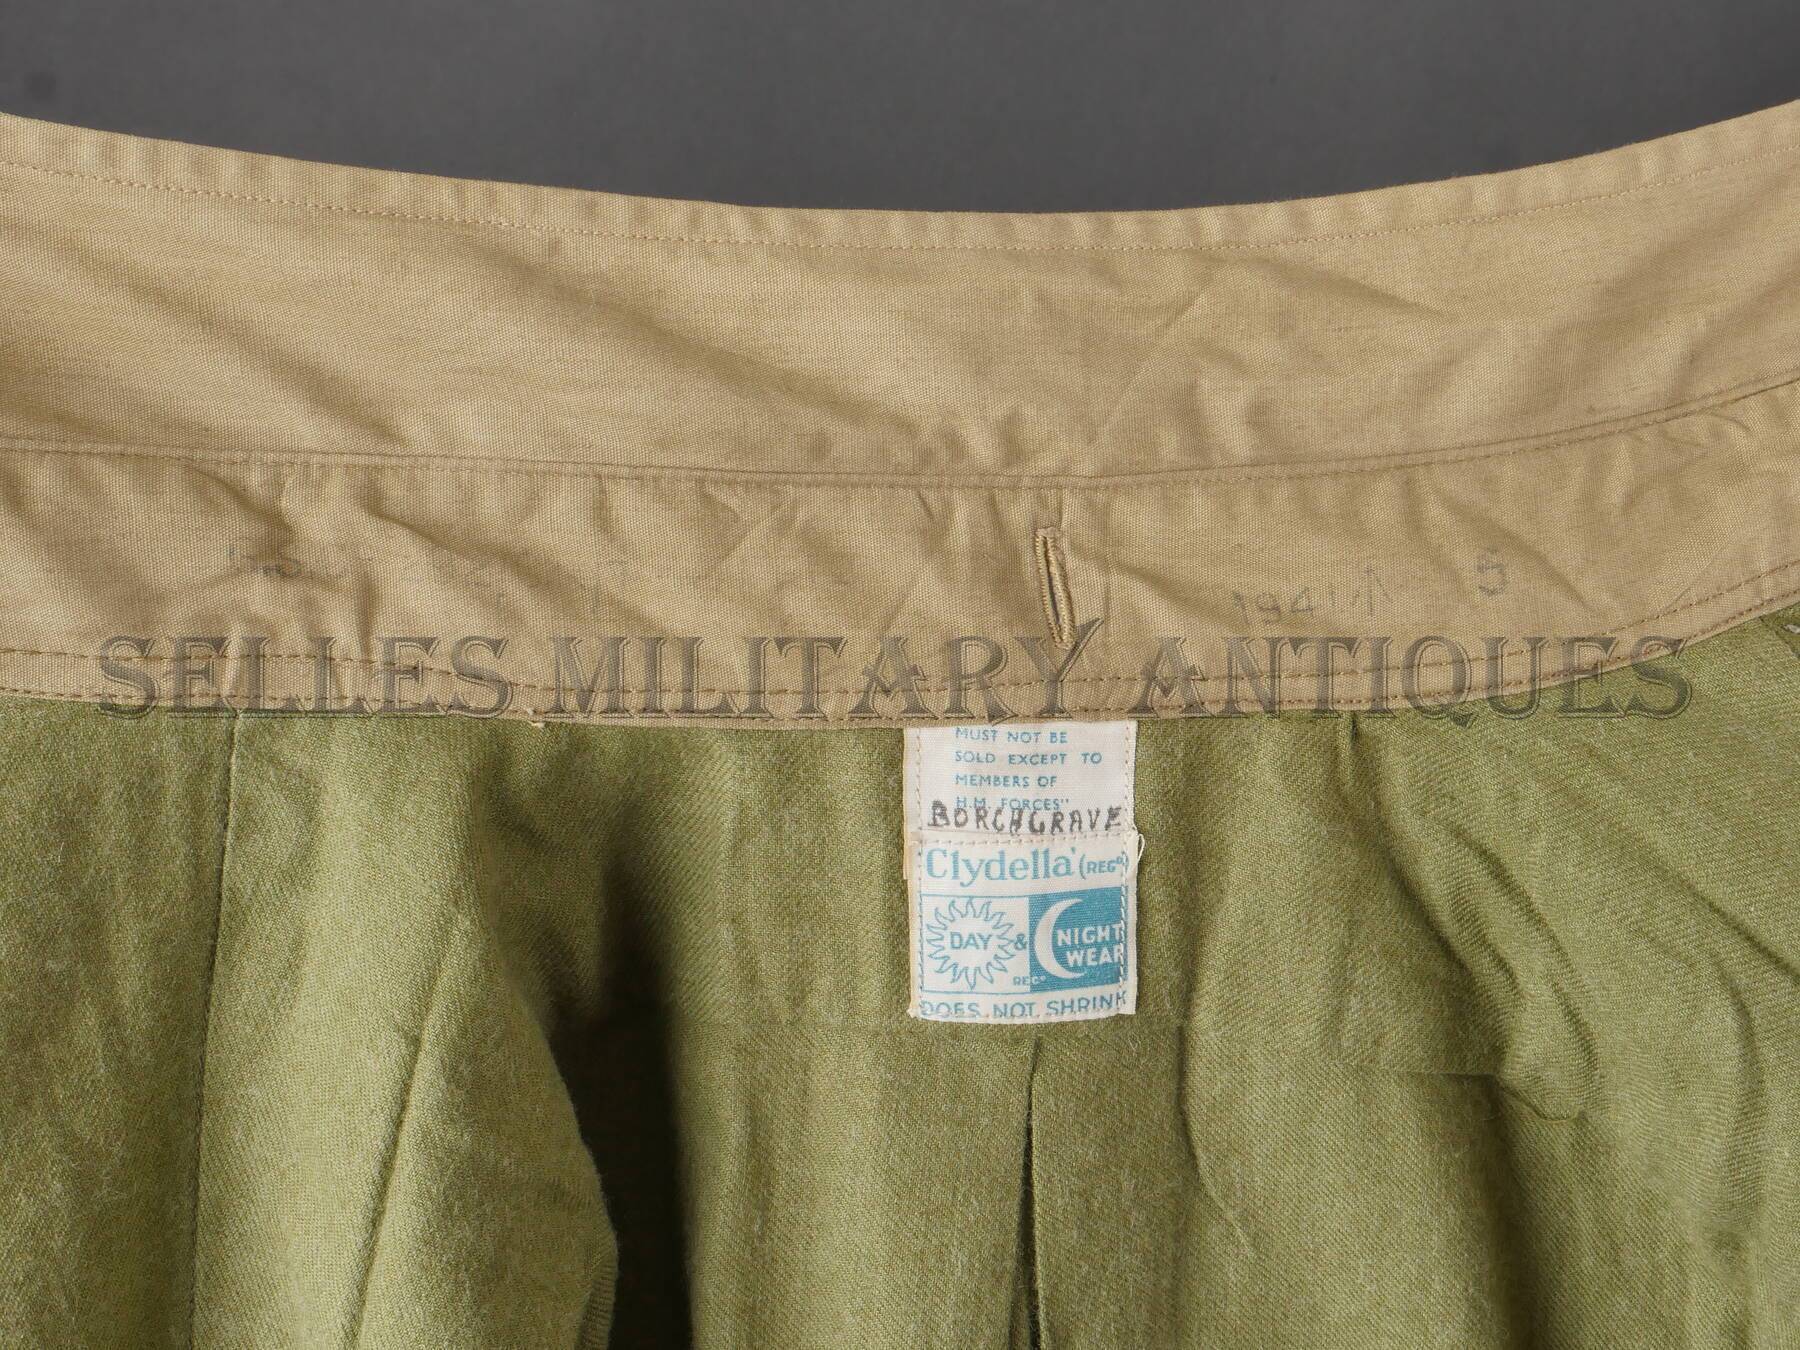 SELLES MILITARY ANTIQUES
MUST NOT BE
SOLD EXCEPT TO
MEMBERS OF
H.M. FORCES"
BORCHGRAVE
Clydella' (REGD)
DAY & NIGHT
WEAR
REGD
DOES NOT SHRINK